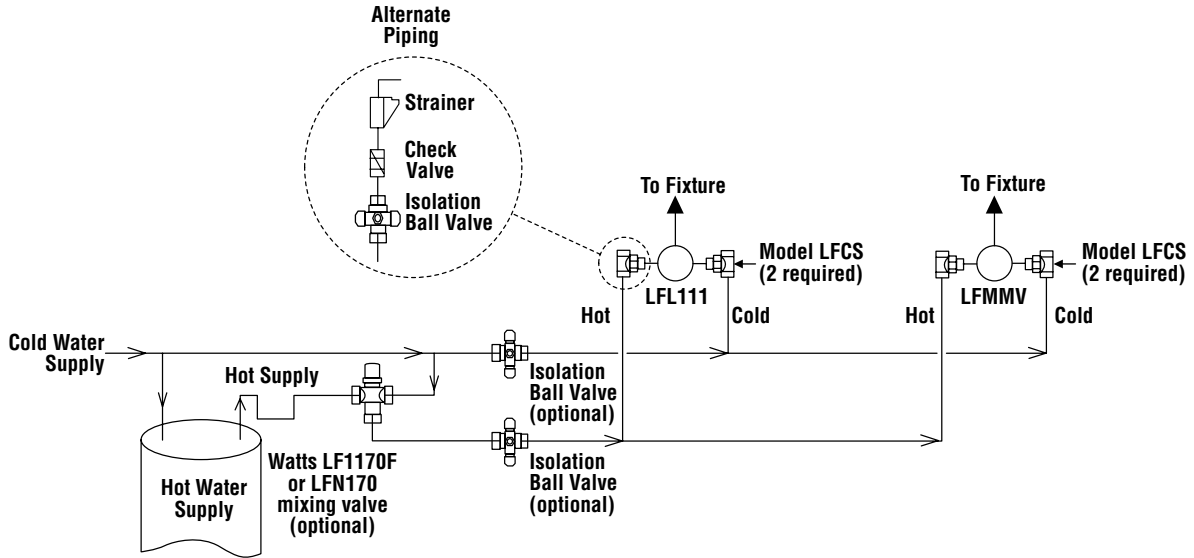 Alternate
Piping
Strainer
Check
Valve
Isolation
Ball Valve
To Fixture
To Fixture
Model LFCS
(2 required)
Model LFCS
(2 required)
LFL111
LFMMV
Hot
Cold
Hot
Cold
Cold Water
Supply
Hot Supply
Isolation
Ball Valve
(optional)
Watts LF1170F
or LFN170
mixing valve
(optional)
Isolation
Ball Valve
(optional)
Hot Water
Supply